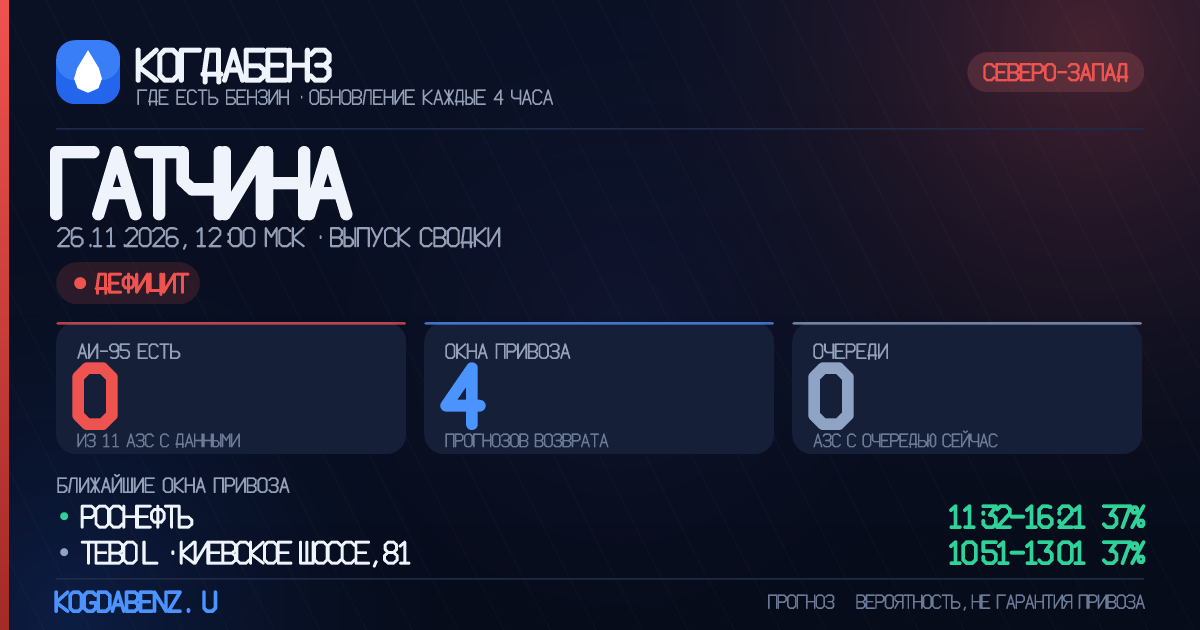 КОГДАБЕНЗ
ГДЕ ЕСТЬ БЕНЗИН · ОБНОВЛЕНИЕ КАЖДЫЕ 4 ЧАСА
СЕВЕРО-ЗАПАД
ГАТЧИНА
26.11.2026, 12:00 МСК · ВЫПУСК СВОДКИ
ДЕФИЦИТ
АИ-95 ЕСТЬ
0
ИЗ 11 АЗС С ДАННЫМИ
ОКНА ПРИВОЗА
4
ПРОГНОЗОВ ВОЗВРАТА
ОЧЕРЕДИ
0
АЗС С ОЧЕРЕДЬЮ СЕЙЧАС
БЛИЖАЙШИЕ ОКНА ПРИВОЗА
• РОСНЕФТЬ 11:32-16:21 37%
• TEBOIL · КИЕВСКОЕ ШОССЕ, 81 10:51-13:01 37%
KOGDABENZ. U
ПРОГНОЗ ВЕРОЯТНОСТЬ, НЕ ГАРАНТИЯ ПРИВОЗА